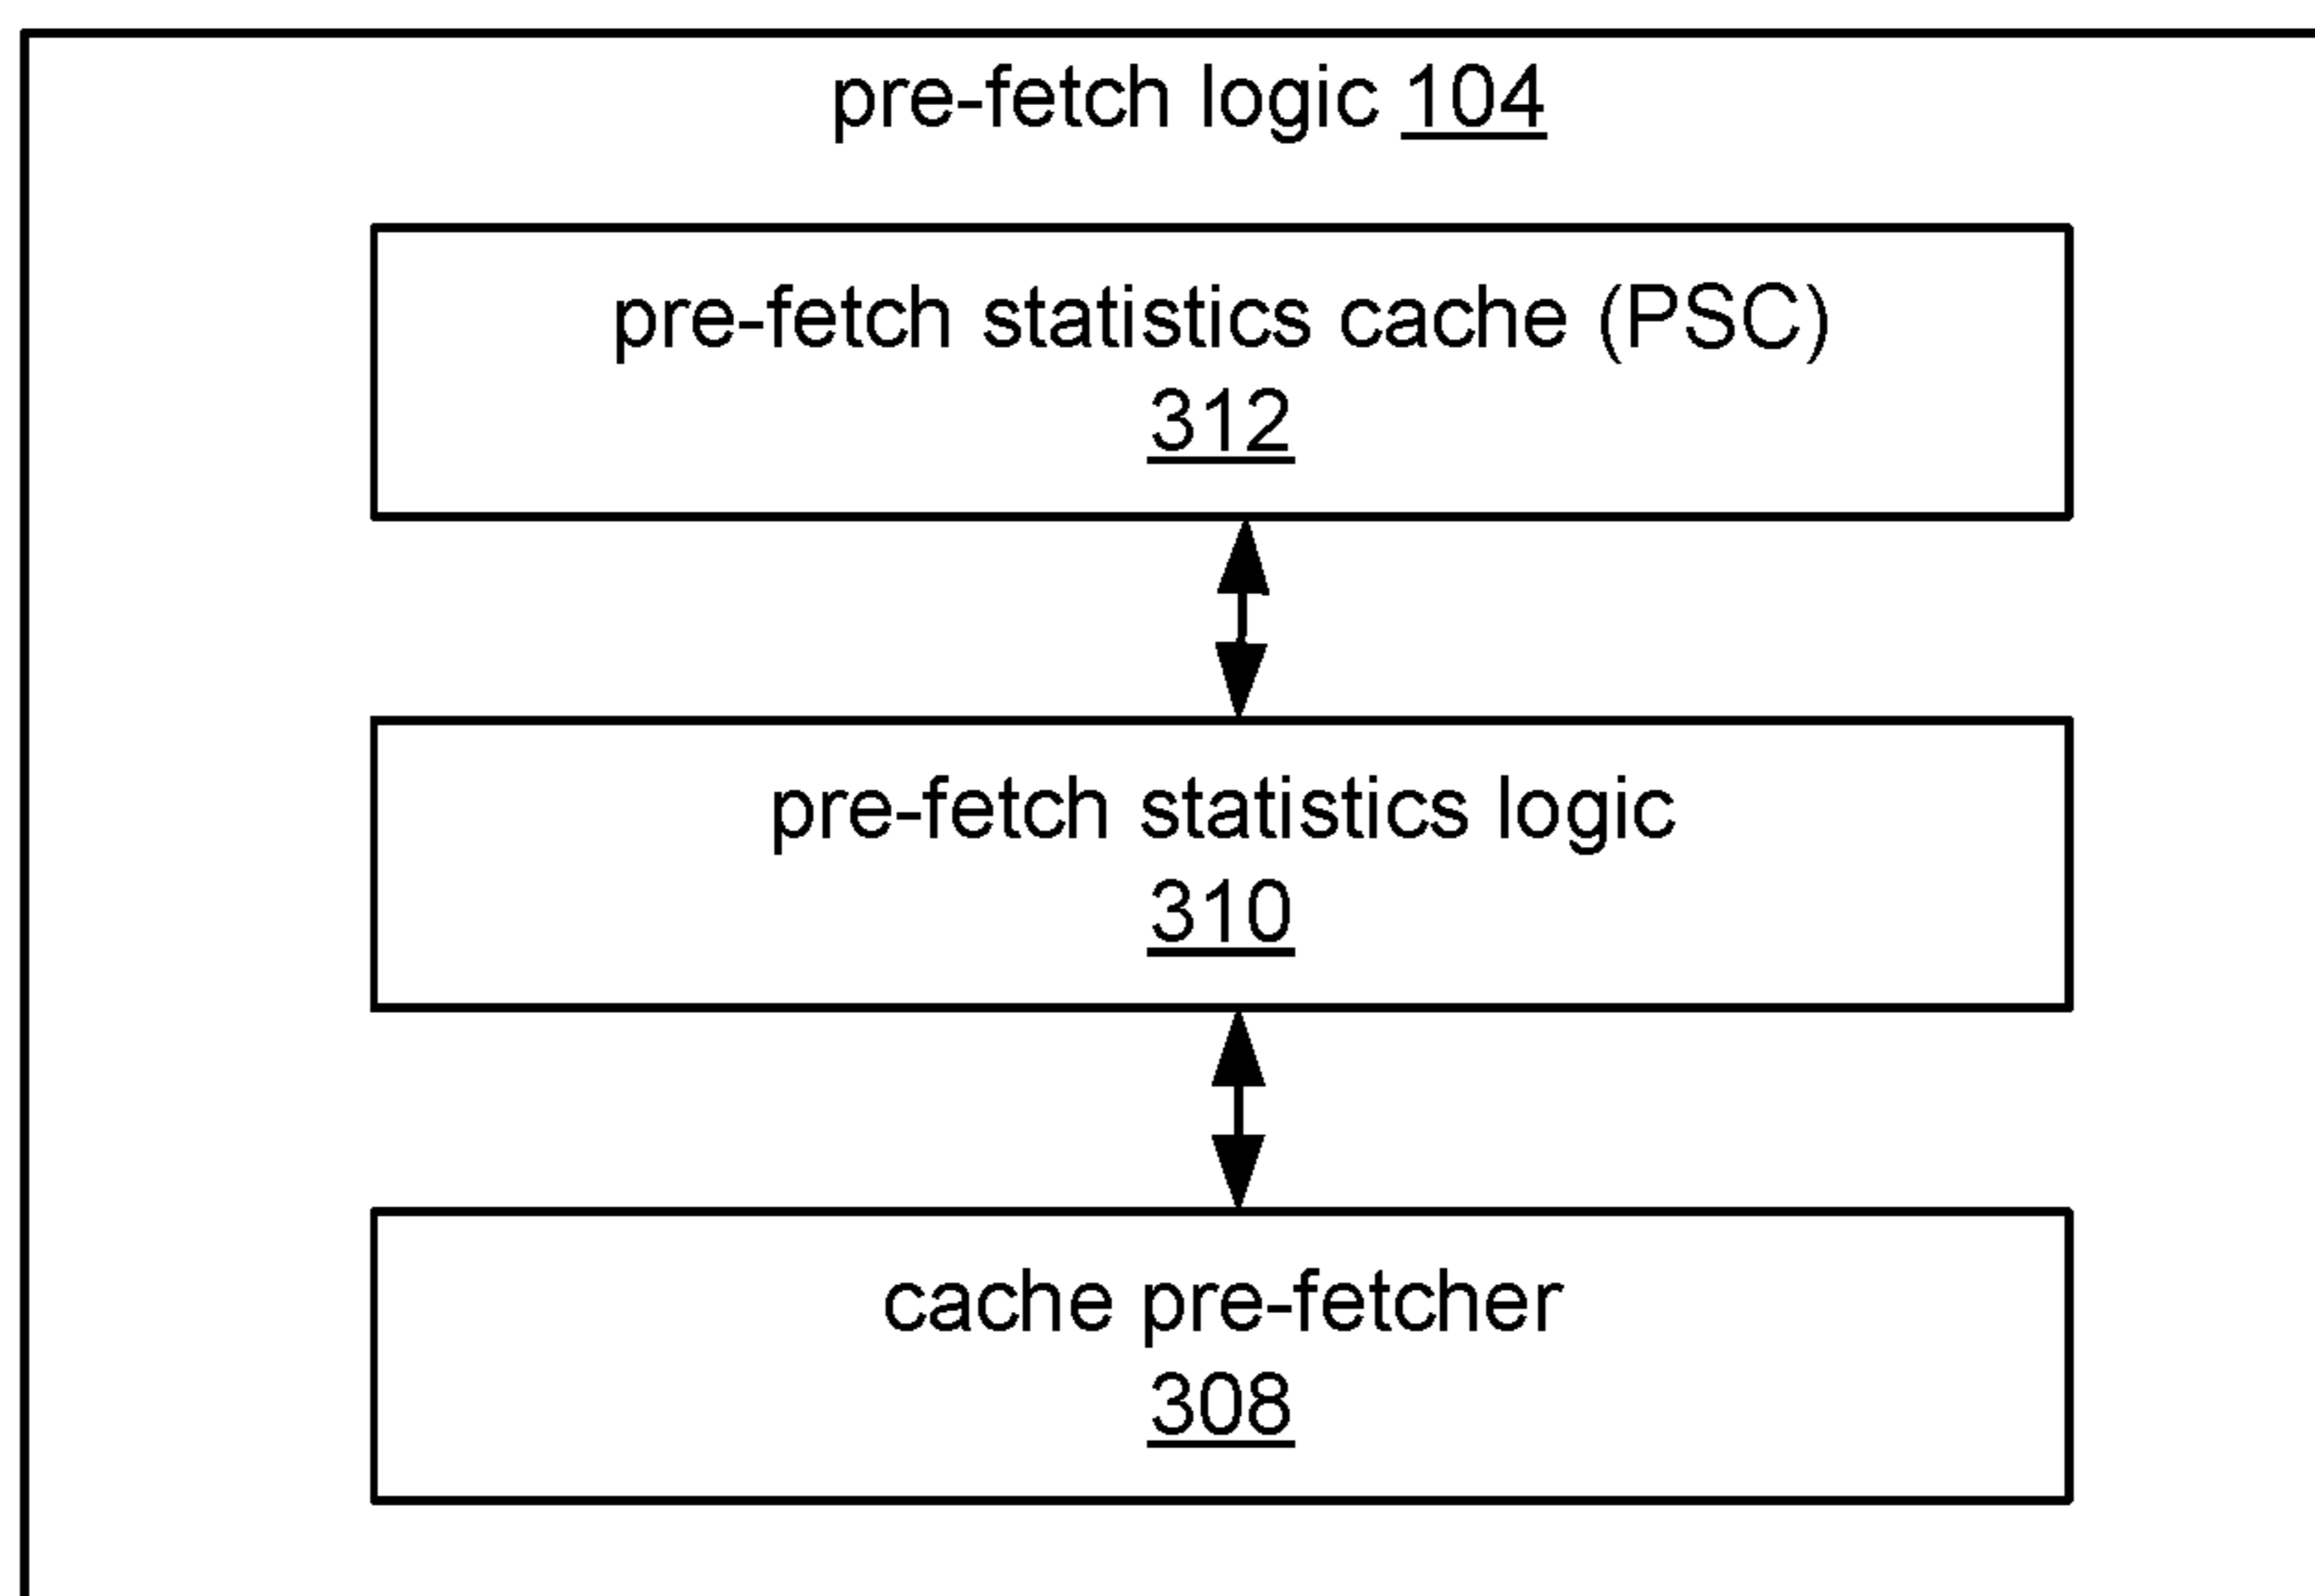 pre-fetch logic 104
pre-fetch statistics cache (PSC)
312
pre-fetch statistics logic
310
cache pre-fetcher
308